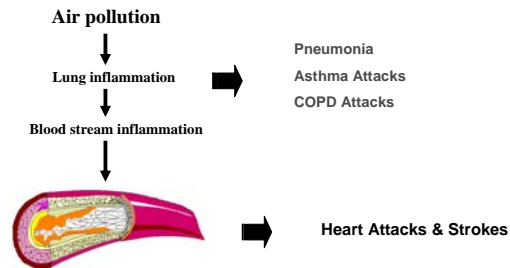 Air pollution
Lung inflammation
Pneumonia
Asthma Attacks
COPD Attacks
Blood stream inflammation
Heart Attacks & Strokes